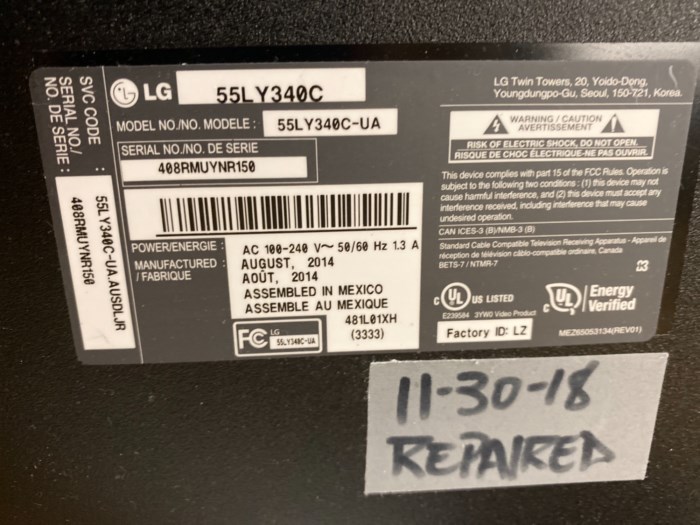 LG
55LY340C
MODEL NO./NO. MODELE :
55LY340C-UA
SERIAL NO./NO. DE SÉRIE
408RMUYNR150
POWER/ENERGIE :
AC 100-240 V~ 50/60 Hz 1.3 A
MANUFACTURED :
/ FABRIQUE
AUGUST, 2014
AOÛT, 2014
ASSEMBLED IN MEXICO
ASSEMBLE AU MEXIQUE
481L01XH
(3333)
FC
LG
55LY340C-UA
SVC CODE :
SERIAL NO./
NO. DE SERIE :
55LY340C-UA.AUSDLJR
408RMUYNR150
LG Twin Towers, 20, Yoido-Dong,
Youngdungpo-Gu, Seoul, 150-721, Korea.
WARNING / CAUTION
AVERTISSEMENT
RISK OF ELECTRIC SHOCK, DO NOT OPEN.
RISQUE DE CHOC ÉLECTRIQUE-NE PAS OUVRIR.
This device complies with part 15 of the FCC Rules. Operation is
subject to the following two conditions : (1) this device may not
cause harmful interference, and (2) this device must accept any
interference received, including interference that may cause
undesired operation.
CAN ICES-3 (B)/NMB-3 (B)
Standard Cable Compatible Television Receiving Apparatus - Appareil de
réception de télévision câblo-compatible ordinaire, Canada
BETS-7 / NTMR-7
C UL US LISTED
E239584 3YW0 Video Product
UL Energy
Verified
Factory ID: LZ
MEZ65053134(REV01)
11-30-18
REPAIRED